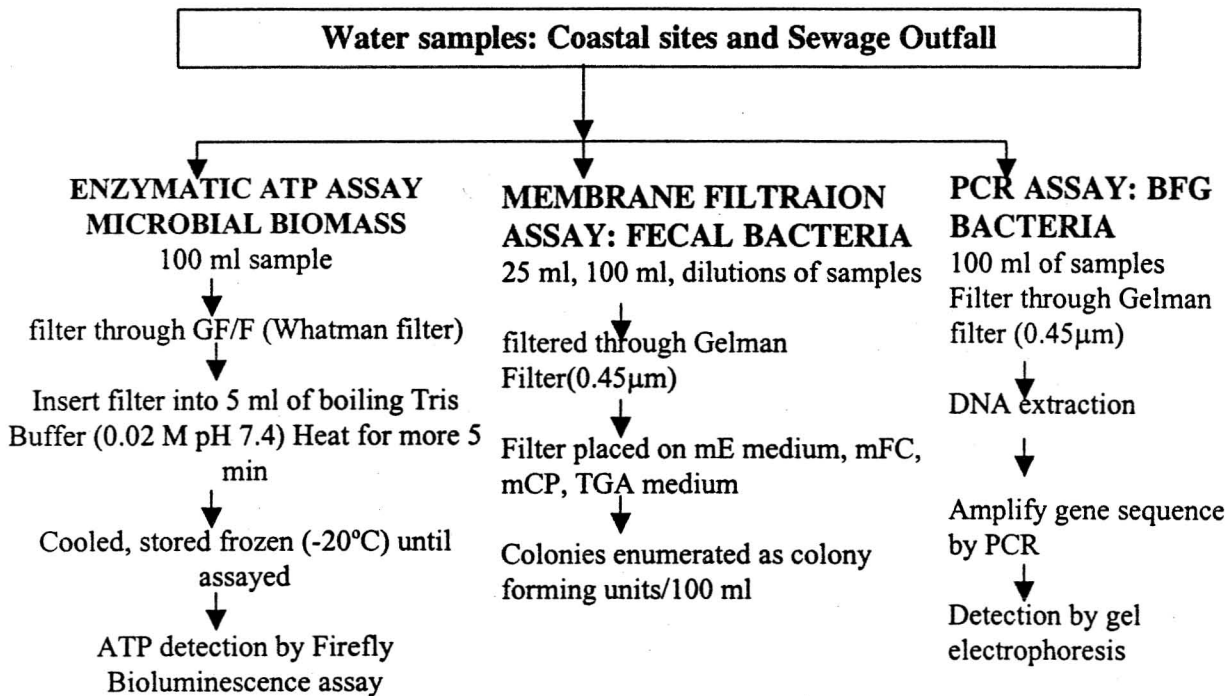 Water samples: Coastal sites and Sewage Outfall
ENZYMATIC ATP ASSAY
MICROBIAL BIOMASS
100 ml sample
filter through GF/F (Whatman filter)
Insert filter into 5 ml of boiling Tris
Buffer (0.02 M pH 7.4) Heat for more 5
min
Cooled, stored frozen (-20ºC) until
assayed
ATP detection by Firefly
Bioluminescence assay
MEMBRANE FILTRAION
ASSAY: FECAL BACTERIA
25 ml, 100 ml, dilutions of samples
filtered through Gelman
Filter(0.45µm)
Filter placed on mE medium, mFC,
mCP, TGA medium
Colonies enumerated as colony
forming units/100 ml
PCR ASSAY: BFG
BACTERIA
100 ml of samples
Filter through Gelman
filter (0.45µm)
DNA extraction
Amplify gene sequence
by PCR
Detection by gel
electrophoresis